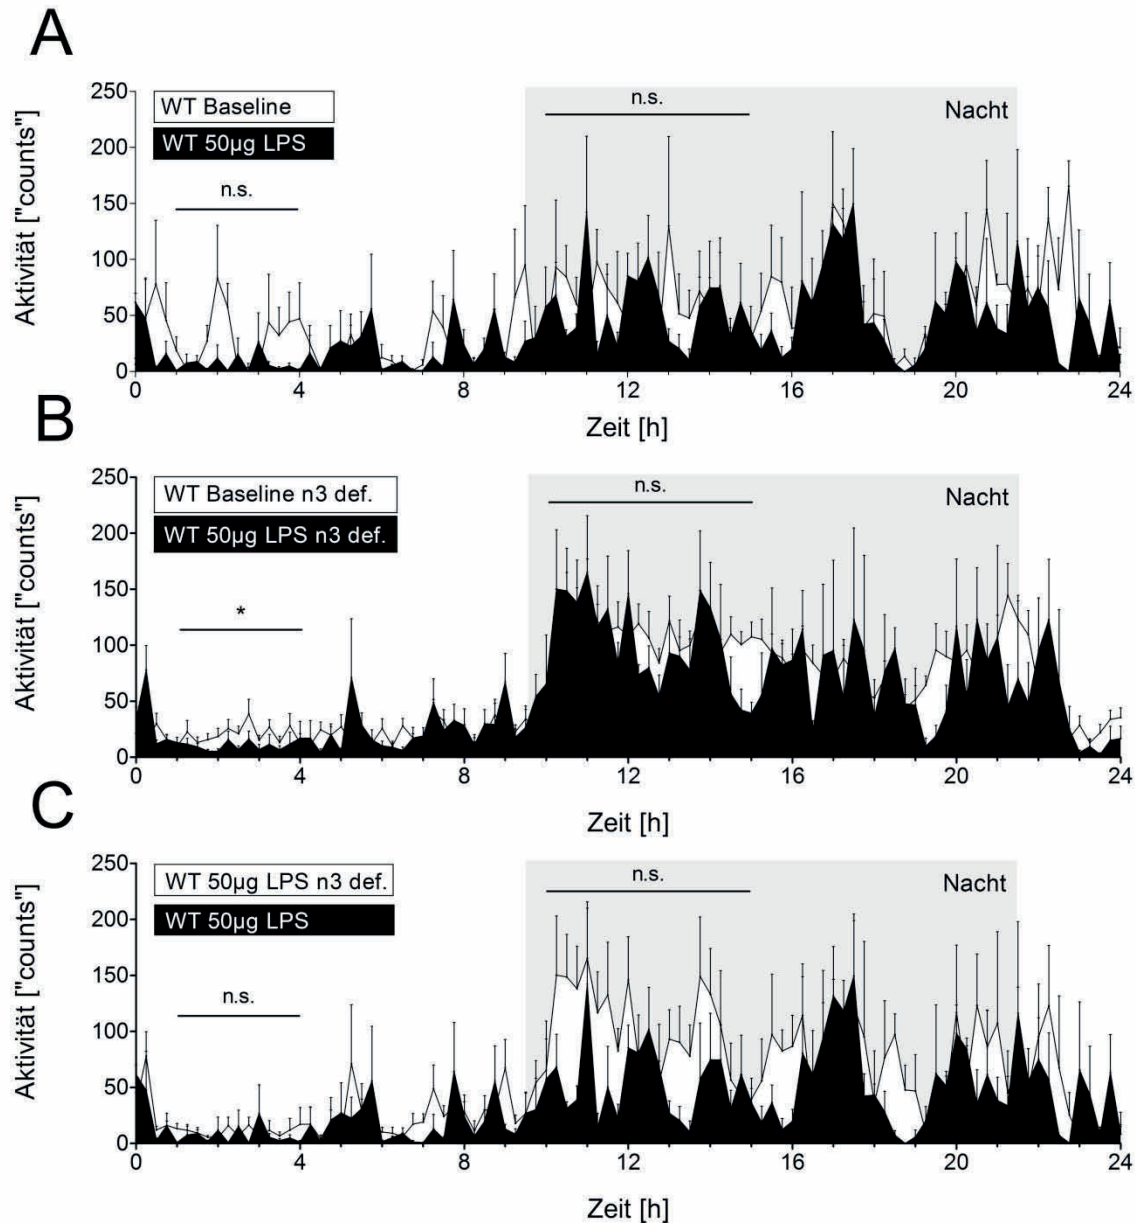 A
Aktivität ["counts"]
250
200
150
100
50
0
WT Baseline
WT 50µg LPS
n.s.
n.s.
Nacht
0 4 8 12 16 20 24
Zeit [h]
B
Aktivität ["counts"]
250
200
150
100
50
0
WT Baseline n3 def.
WT 50µg LPS n3 def.
*
n.s.
Nacht
0 4 8 12 16 20 24
Zeit [h]
C
Aktivität ["counts"]
250
200
150
100
50
0
WT 50µg LPS n3 def.
WT 50µg LPS
n.s.
n.s.
Nacht
0 4 8 12 16 20 24
Zeit [h]